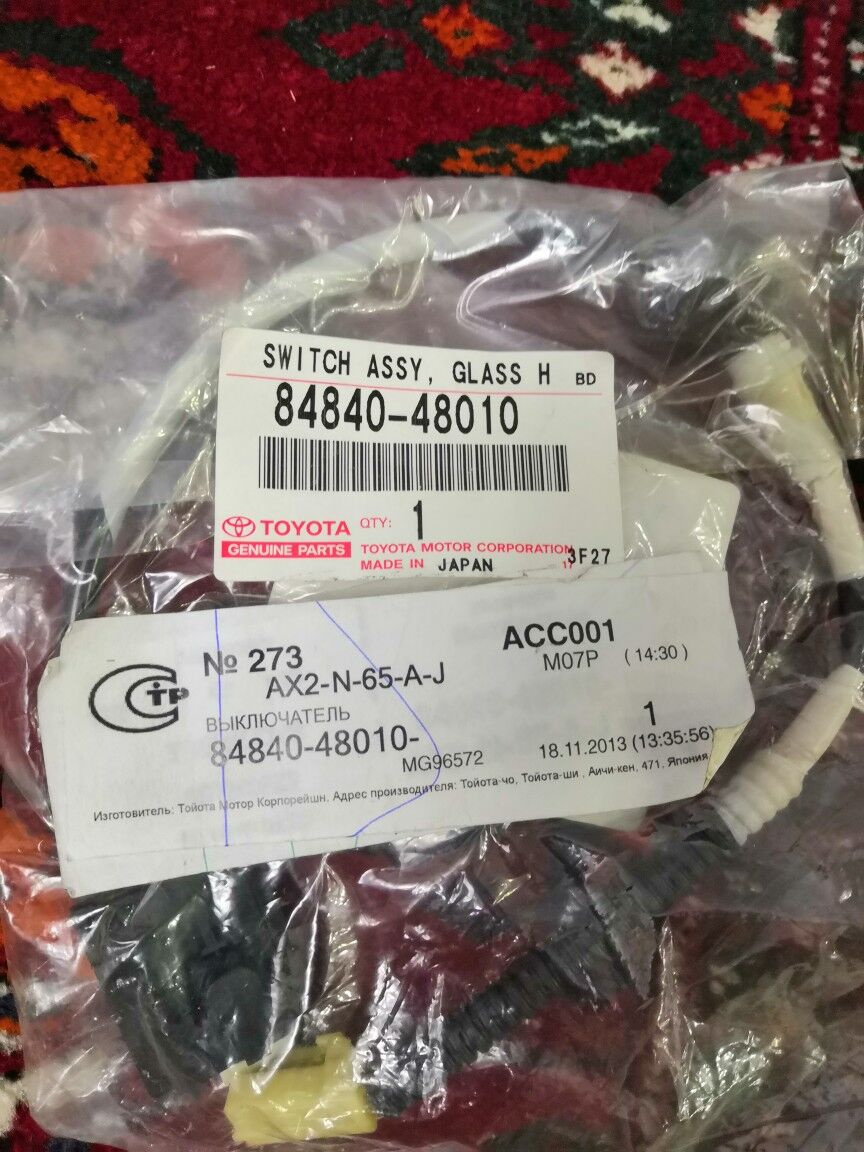 SWITCH ASSY, GLASS H BD
84840-48010
TOYOTA QTY: 1
GENUINE PARTS TOYOTA MOTOR CORPORATION 3F27
MADE IN JAPAN
№ 273 ACC001
AX2-N-65-A-J M07P (14:30)
ВЫКЛЮЧАТЕЛЬ 1
84840-48010- MG96572 18.11.2013 (13:35:56)
Изготовитель: Тойота Мотор Корпорейшн. Адрес производителя: Тойота-чо, Тойота-ши , Аичи-кен, 471, Япония